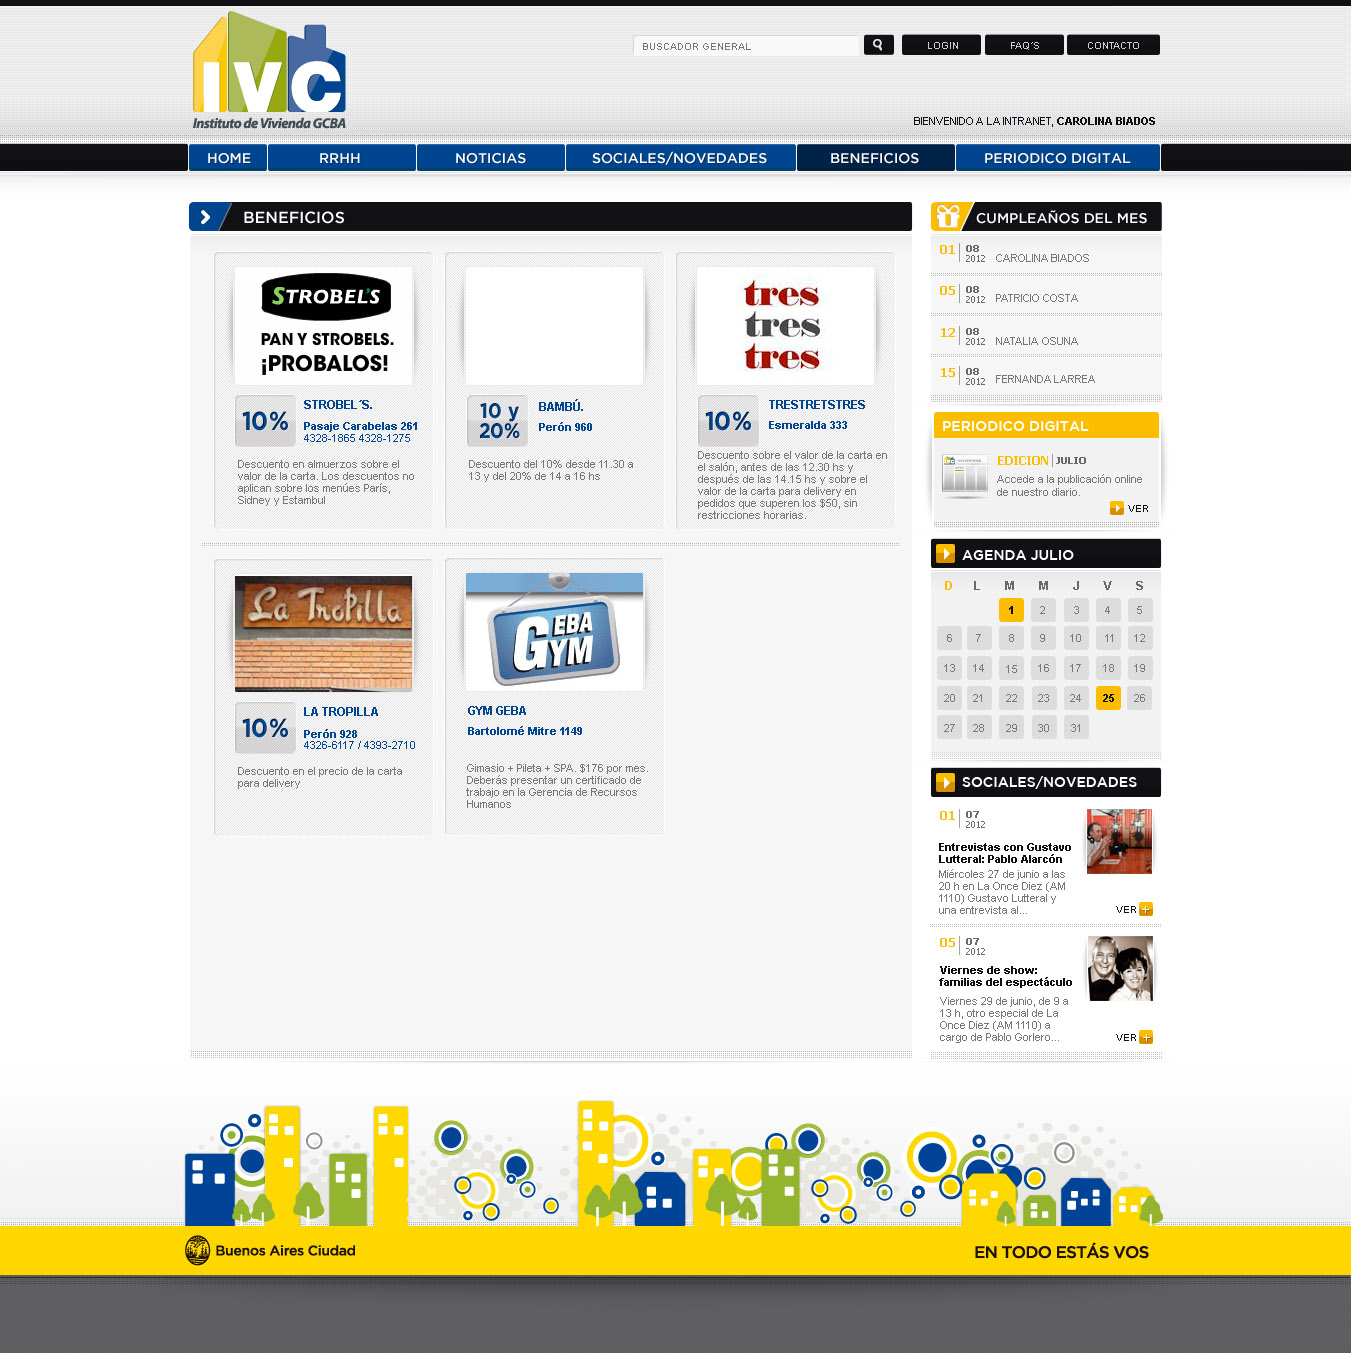 ivc
Instituto de Vivienda GCBA
BUSCADOR GENERAL
LOGIN
FAQ´S
CONTACTO
BIENVENIDO A LA INTRANET, CAROLINA BIADOS
HOME
RRHH
NOTICIAS
SOCIALES/NOVEDADES
BENEFICIOS
PERIODICO DIGITAL
BENEFICIOS
STROBEL'S
PAN Y STROBELS.
¡PROBALOS!
10%
STROBEL´S.
Pasaje Carabelas 261
4328-1865 4328-1275
Descuento en almuerzos sobre el
valor de la carta. Los descuentos no
aplican sobre los menúes París,
Sidney y Estambul
10 y
20%
BAMBÚ.
Perón 960
Descuento del 10% desde 11.30 a
13 y del 20% de 14 a 16 hs
tres
tres
tres
10%
TRESTRETSTRES
Esmeralda 333
Descuento sobre el valor de la carta en
el salón, antes de las 12.30 hs y
después de las 14.15 hs y sobre el
valor de la carta para delivery en
pedidos que superen los $50, sin
restricciones horarias.
La Tropilla
10%
LA TROPILLA
Perón 928
4326-6117 / 4393-2710
Descuento en el precio de la carta
para delivery
GEBA
GYM
GYM GEBA
Bartolomé Mitre 1149
Gimasio + Pileta + SPA. $176 por mes.
Deberás presentar un certificado de
trabajo en la Gerencia de Recursos
Humanos
CUMPLEAÑOS DEL MES
01 08
2012 CAROLINA BIADOS
05 08
2012 PATRICIO COSTA
12 08
2012 NATALIA OSUNA
15 08
2012 FERNANDA LARREA
PERIODICO DIGITAL
EDICION JULIO
Accede a la publicación online
de nuestro diario.
VER
AGENDA JULIO
D L M M J V S
1 2 3 4 5
6 7 8 9 10 11 12
13 14 15 16 17 18 19
20 21 22 23 24 25 26
27 28 29 30 31
SOCIALES/NOVEDADES
01 07
2012
Entrevistas con Gustavo
Lutteral: Pablo Alarcón
Miércoles 27 de junio a las
20 h en La Once Diez (AM
1110) Gustavo Lutteral y
una entrevista al...
VER
05 07
2012
Viernes de show:
familias del espectáculo
Viernes 29 de junio, de 9 a
13 h, otro especial de La
Once Diez (AM 1110) a
cargo de Pablo Gorlero...
VER
Buenos Aires Ciudad
EN TODO ESTÁS VOS